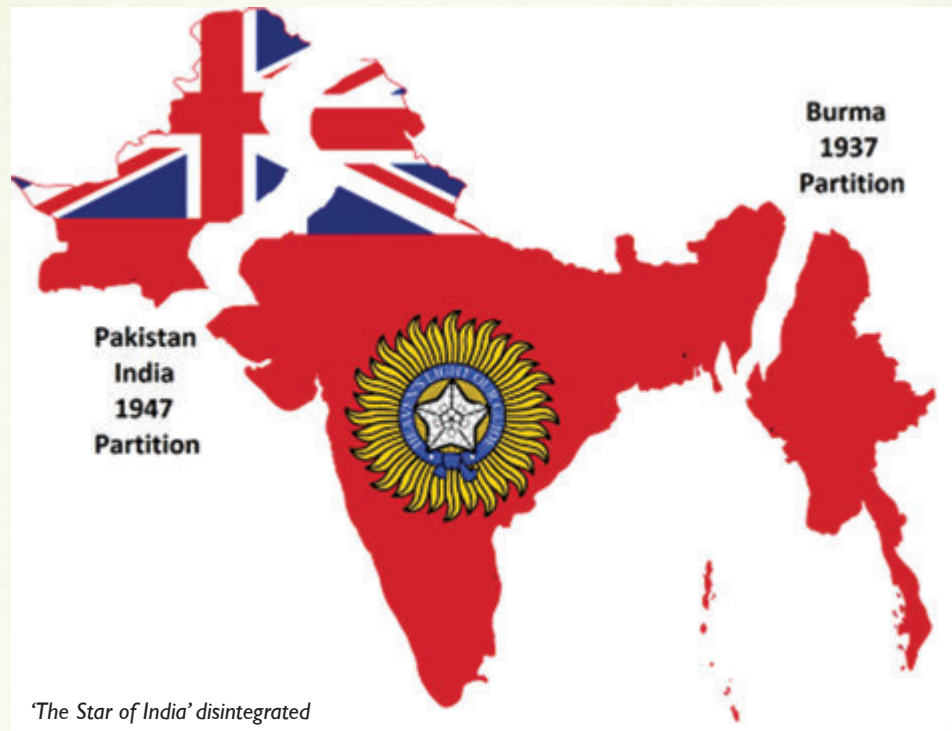 Burma
1937
Partition
Pakistan
India
1947
Partition
‘The Star of India’ disintegrated